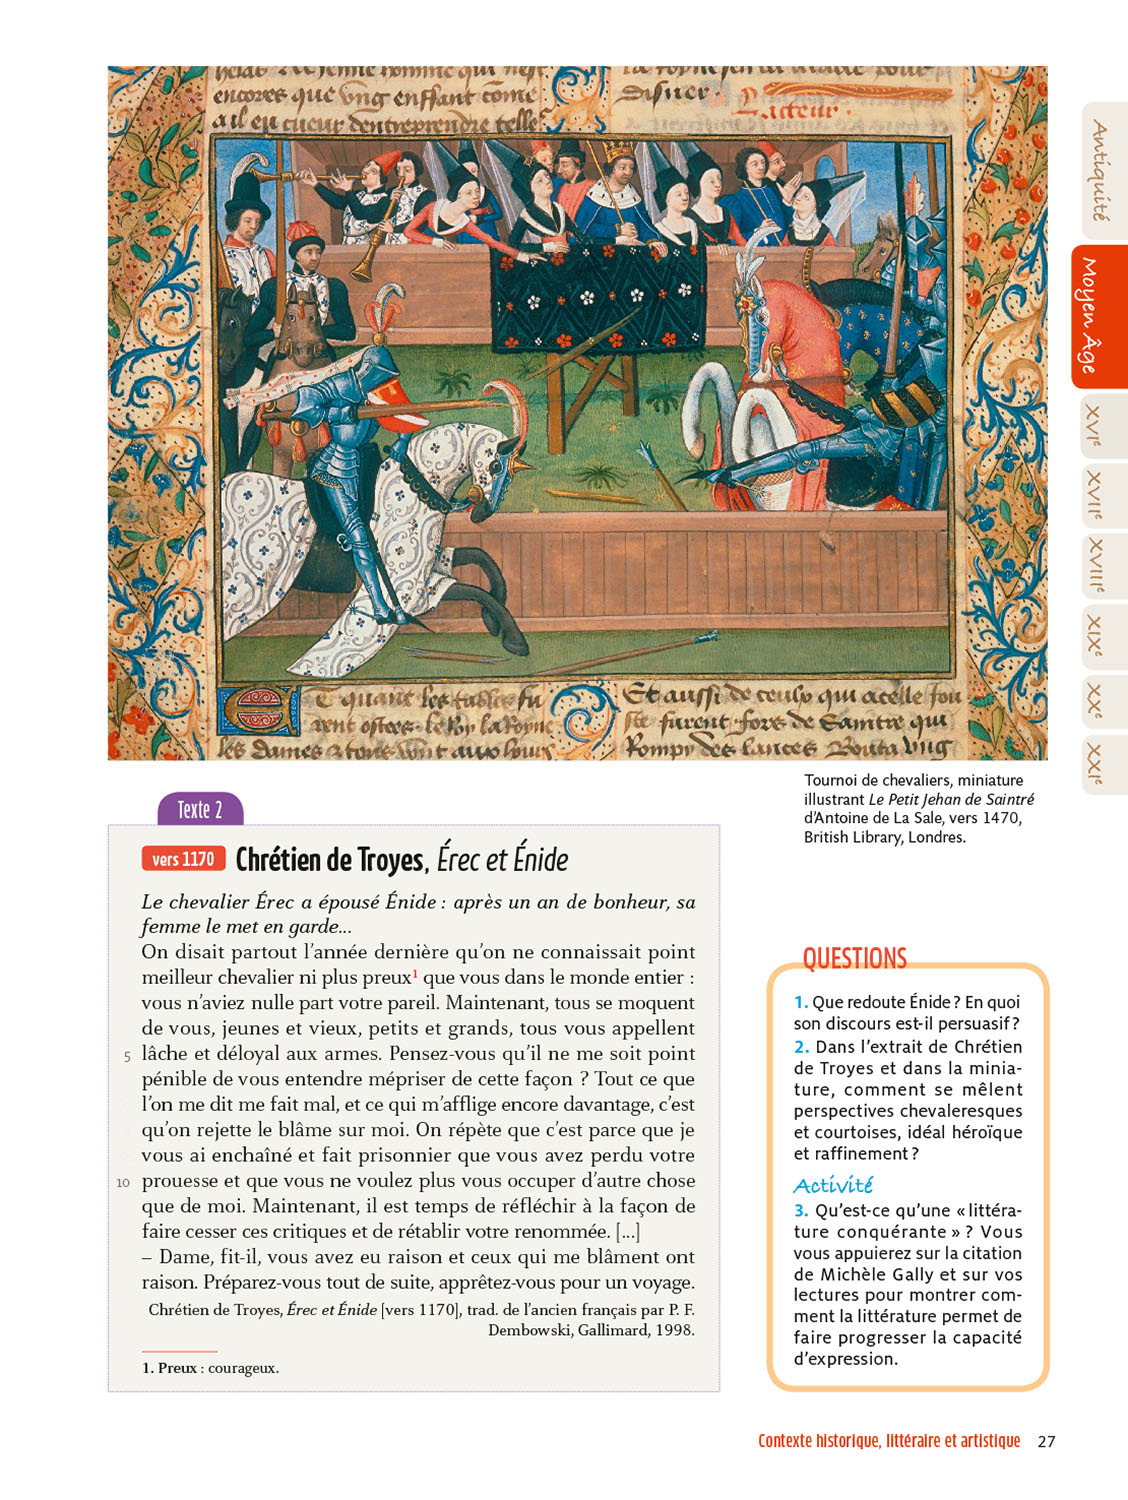 encores que vng enffant come
a il eu cueur dentreprendre telle
disner.
Lacteur.
Et quant les tables fu
rent ostees. le Roy la Royne
les dames
Et aussi de ceulx qui a celle jou
ste furent. fors de Saintre qui
Rompy des lances
vng
Antiquité
Moyen Âge
XVIe
XVIIe
XVIIIe
XIXe
XXe
XXIe
Tournoi de chevaliers, miniature
illustrant Le Petit Jehan de Saintré
d’Antoine de La Sale, vers 1470,
British Library, Londres.
Texte 2
vers 1170 Chrétien de Troyes, Érec et Énide
Le chevalier Érec a épousé Énide : après un an de bonheur, sa
femme le met en garde...
On disait partout l’année dernière qu’on ne connaissait point
meilleur chevalier ni plus preux1 que vous dans le monde entier :
vous n’aviez nulle part votre pareil. Maintenant, tous se moquent
de vous, jeunes et vieux, petits et grands, tous vous appellent
5 lâche et déloyal aux armes. Pensez-vous qu’il ne me soit point
pénible de vous entendre mépriser de cette façon ? Tout ce que
l’on me dit me fait mal, et ce qui m’afflige encore davantage, c’est
qu’on rejette le blâme sur moi. On répète que c’est parce que je
vous ai enchaîné et fait prisonnier que vous avez perdu votre
10 prouesse et que vous ne voulez plus vous occuper d’autre chose
que de moi. Maintenant, il est temps de réfléchir à la façon de
faire cesser ces critiques et de rétablir votre renommée. [...]
– Dame, fit-il, vous avez eu raison et ceux qui me blâment ont
raison. Préparez-vous tout de suite, apprêtez-vous pour un voyage.
Chrétien de Troyes, Érec et Énide [vers 1170], trad. de l’ancien français par P. F.
Dembowski, Gallimard, 1998.
1. Preux : courageux.
QUESTIONS
1. Que redoute Énide ? En quoi
son discours est-il persuasif ?
2. Dans l’extrait de Chrétien
de Troyes et dans la minia-
ture, comment se mêlent
perspectives chevaleresques
et courtoises, idéal héroïque
et raffinement ?
Activité
3. Qu’est-ce qu’une « littéra-
ture conquérante » ? Vous
vous appuierez sur la citation
de Michèle Gally et sur vos
lectures pour montrer com-
ment la littérature permet de
faire progresser la capacité
d’expression.
Contexte historique, littéraire et artistique 27